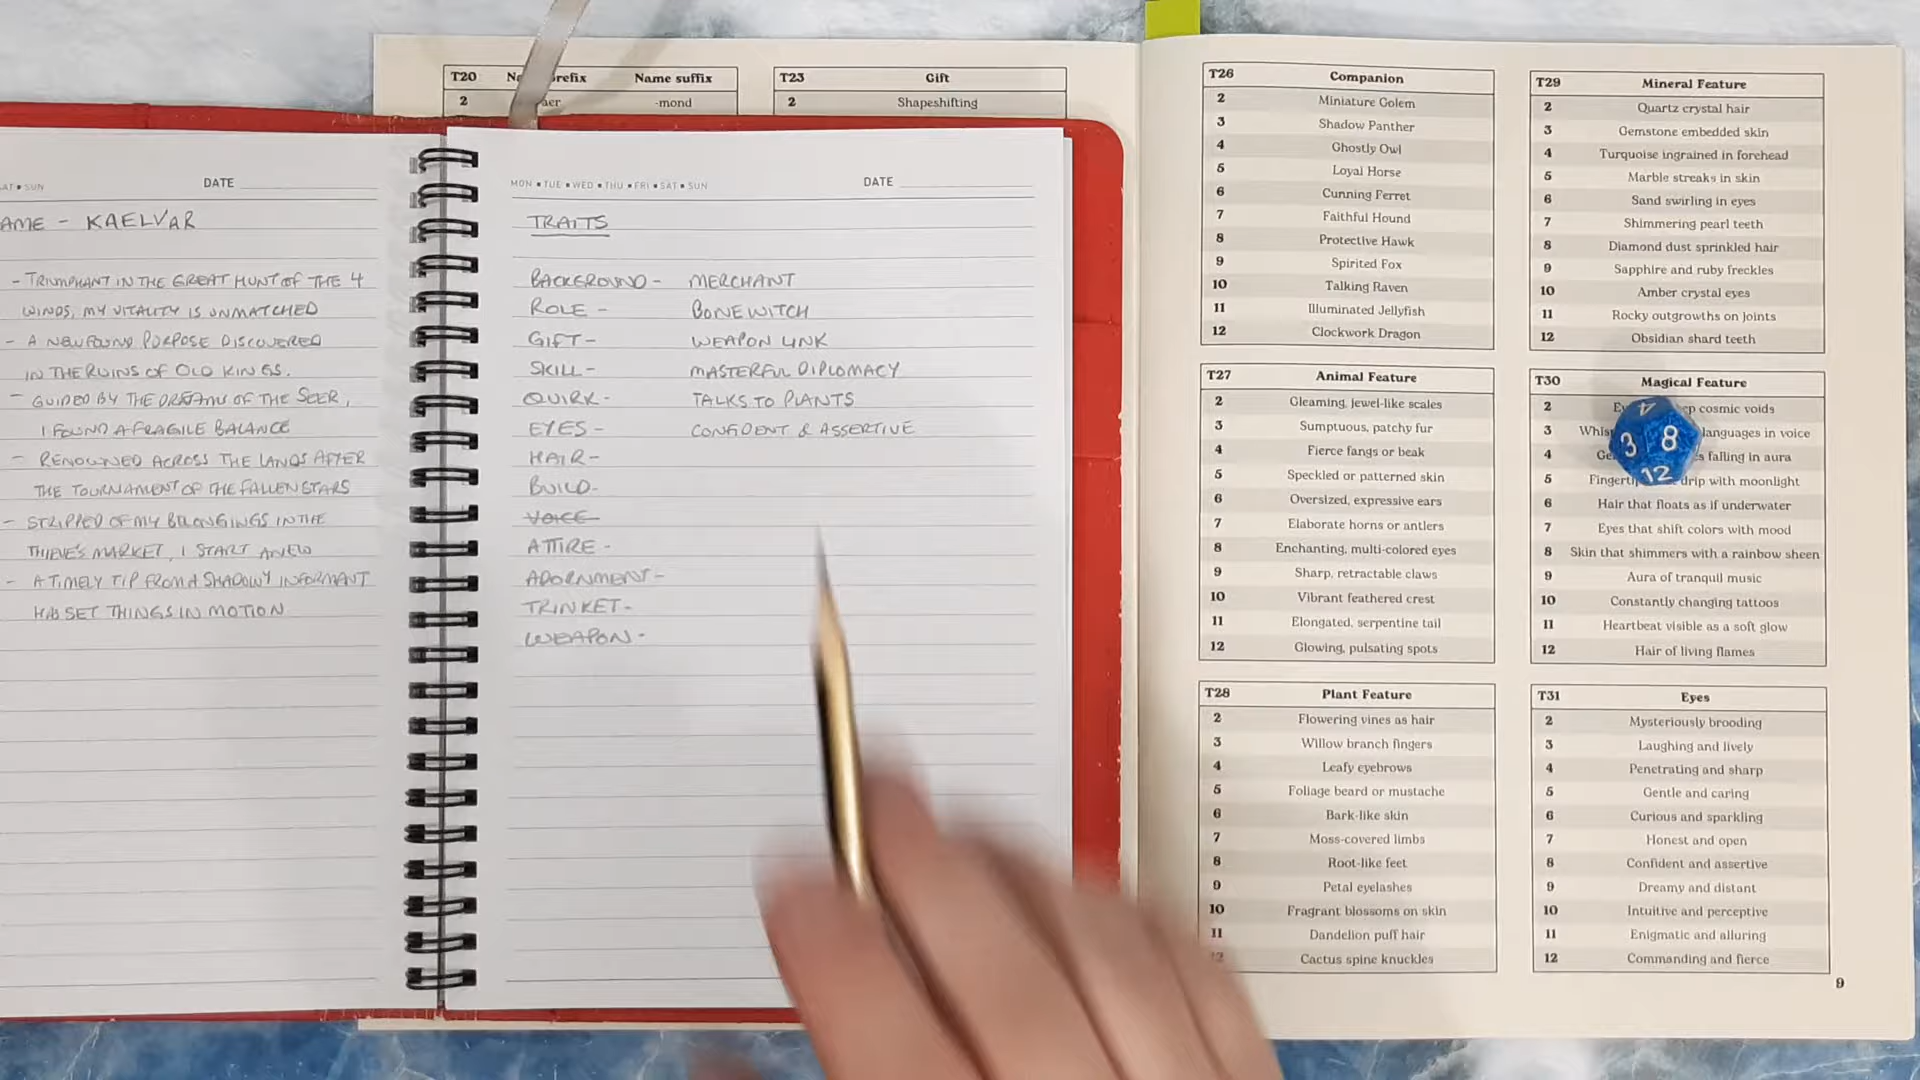 AT ▪ SUN DATE
AME - KAELVAR
- TRIUMPHANT IN THE GREAT HUNT OF THE 4
WINDS, MY VITALITY IS UNMATCHED
- A NEWFOUND PURPOSE DISCOVERED
IN THE RUINS OF OLD KINGS.
- GUIDED BY THE DREAMS OF THE SEER,
I FOUND A FRAGILE BALANCE
- RENOWNED ACROSS THE LANDS AFTER
THE TOURNAMENT OF THE FALLEN STARS
- STRIPPED OF MY BELONGINGS IN THE
THIEVE'S MARKET, I START ANEW
- A TIMELY TIP FROM A SHADOWY INFORMANT
HAS SET THINGS IN MOTION
MON ▪ TUE ▪ WED ▪ THU ▪ FRI ▪ SAT ▪ SUN DATE
TRAITS
BACKGROUND - MERCHANT
ROLE - BONEWITCH
GIFT - WEAPON LINK
SKILL - MASTERFUL DIPLOMACY
QUIRK - TALKS TO PLANTS
EYES - CONFIDENT & ASSERTIVE
HAIR -
BUILD -
VOICE -
ATTIRE -
ADORNMENT -
TRINKET -
WEAPON -
T20 Name suffix
2 -mond
T23 Gift
2 Shapeshifting
T26 Companion
2 Miniature Golem
3 Shadow Panther
4 Ghostly Owl
5 Loyal Horse
6 Cunning Ferret
7 Faithful Hound
8 Protective Hawk
9 Spirited Fox
10 Talking Raven
11 Illuminated Jellyfish
12 Clockwork Dragon
T27 Animal Feature
2 Gleaming, jewel-like scales
3 Sumptuous, patchy fur
4 Fierce fangs or beak
5 Speckled or patterned skin
6 Oversized, expressive ears
7 Elaborate horns or antlers
8 Enchanting, multi-colored eyes
9 Sharp, retractable claws
10 Vibrant feathered crest
11 Elongated, serpentine tail
12 Glowing, pulsating spots
T28 Plant Feature
2 Flowering vines as hair
3 Willow branch fingers
4 Leafy eyebrows
5 Foliage beard or mustache
6 Bark-like skin
7 Moss-covered limbs
8 Root-like feet
9 Petal eyelashes
10 Fragrant blossoms on skin
11 Dandelion puff hair
12 Cactus spine knuckles
T29 Mineral Feature
2 Quartz crystal hair
3 Gemstone embedded skin
4 Turquoise ingrained in forehead
5 Marble streaks in skin
6 Sand swirling in eyes
7 Shimmering pearl teeth
8 Diamond dust sprinkled hair
9 Sapphire and ruby freckles
10 Amber crystal eyes
11 Rocky outgrowths on joints
12 Obsidian shard teeth
T30 Magical Feature
2 cosmic voids
3 languages in voice
4 falling in aura
5 drip with moonlight
6 Hair that floats as if underwater
7 Eyes that shift colors with mood
8 Skin that shimmers with a rainbow sheen
9 Aura of tranquil music
10 Constantly changing tattoos
11 Heartbeat visible as a soft glow
12 Hair of living flames
4
3 8
12
T31 Eyes
2 Mysteriously brooding
3 Laughing and lively
4 Penetrating and sharp
5 Gentle and caring
6 Curious and sparkling
7 Honest and open
8 Confident and assertive
9 Dreamy and distant
10 Intuitive and perceptive
11 Enigmatic and alluring
12 Commanding and fierce
9